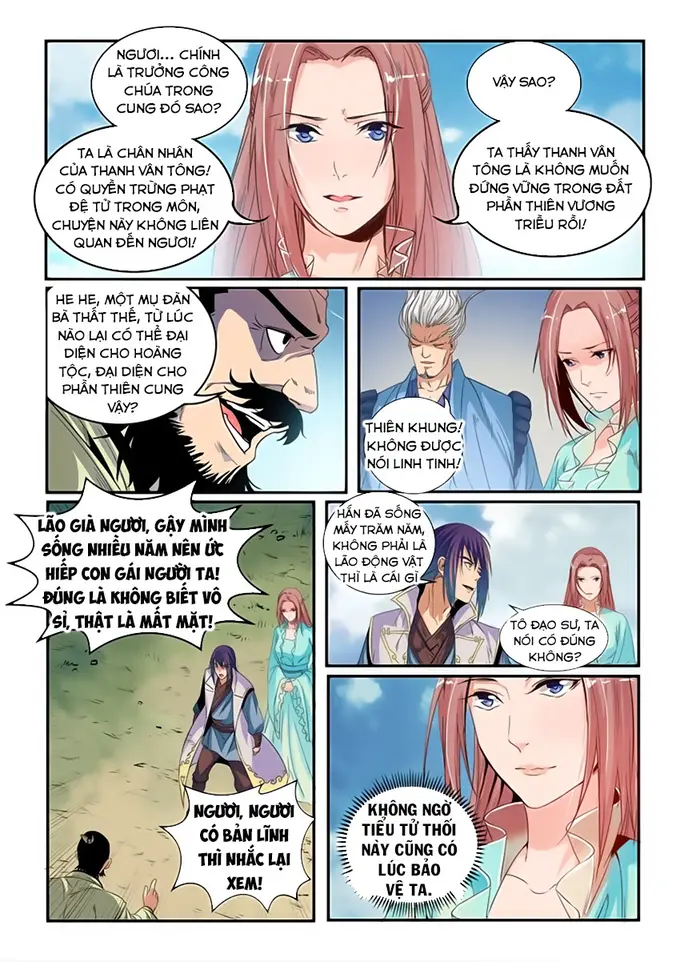 NGƯƠI... CHÍNH
LÀ TRƯỞNG CÔNG
CHÚA TRONG
CUNG ĐÓ SAO?
TA LÀ CHÂN NHÂN
CỦA THANH VÂN TÔNG!
CÓ QUYỀN TRỪNG PHẠT
ĐỆ TỬ TRONG MÔN,
CHUYỆN NÀY KHÔNG LIÊN
QUAN ĐẾN NGƯƠI!
VẬY SAO?
TA THẤY THANH VÂN
TÔNG LÀ KHÔNG MUỐN
ĐỨNG VỮNG TRONG ĐẤT
PHẦN THIÊN VƯƠNG
TRIỀU RỒI!
HE HE, MỘT MỤ ĐÀN
BÀ THẤT THẾ, TỪ LÚC
NÀO LẠI CÓ THỂ ĐẠI
DIỆN CHO HOÀNG
TỘC, ĐẠI DIỆN CHO
PHẦN THIÊN CUNG
VẬY?
THIÊN KHUNG!
KHÔNG ĐƯỢC
NÓI LINH TINH!
LÃO GIÀ NGƯƠI, GẬY MÌNH
SỐNG NHIỀU NĂM NÊN ỨC
HIẾP CON GÁI NGƯỜI TA!
ĐÚNG LÀ KHÔNG BIẾT VÔ
SỈ, THẬT LÀ MẤT MẶT!
NGƯƠI, NGƯƠI
CÓ BẢN LĨNH
THÌ NHẮC LẠI
XEM!
HẮN ĐÃ SỐNG
MẤY TRĂM NĂM,
KHÔNG PHẢI LÀ
LÃO ĐỘNG VẬT
THÌ LÀ CÁI GÌ
TÔ ĐẠO SƯ, TA
NÓI CÓ ĐÚNG
KHÔNG?
KHÔNG NGỜ
TIỂU TỬ THỐI
NÀY CŨNG CÓ
LÚC BẢO
VỆ TA.